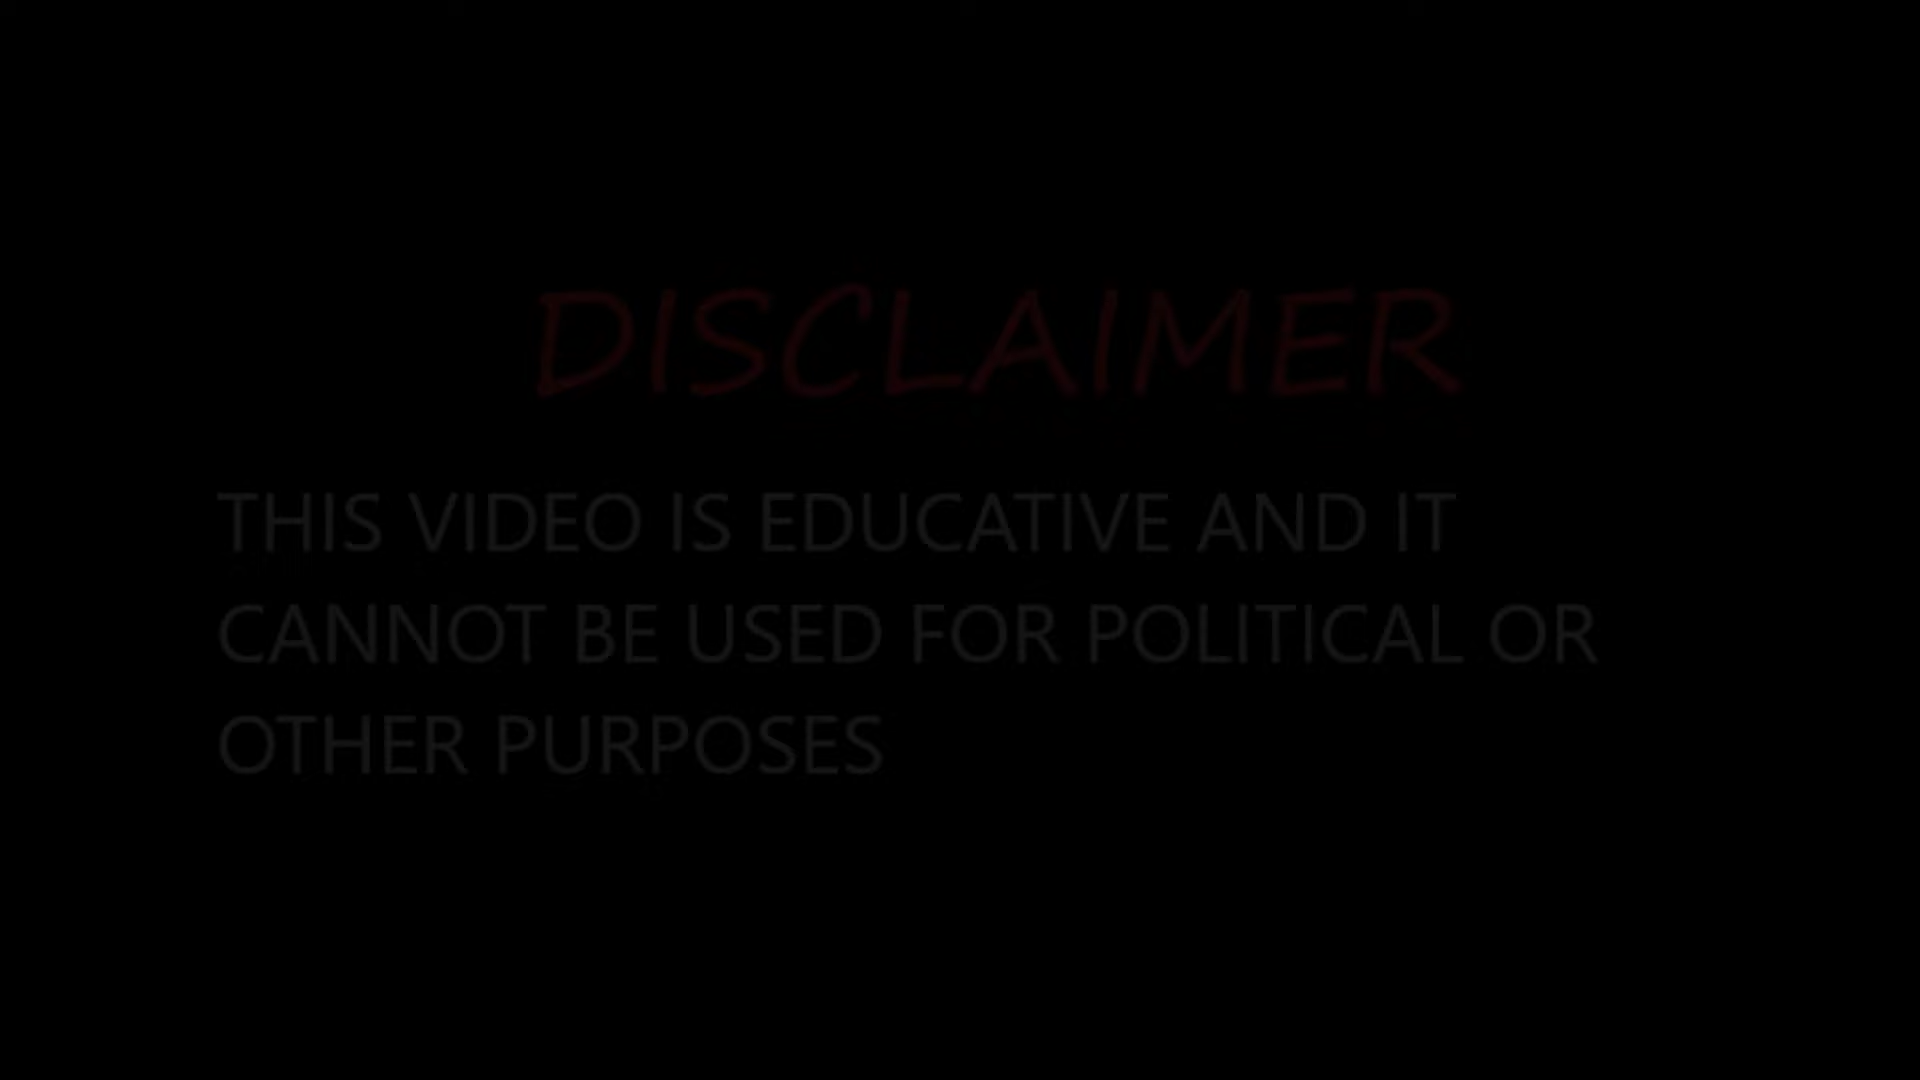 DISCLAIMER
THIS VIDEO IS EDUCATIVE AND IT
CANNOT BE USED FOR POLITICAL OR
OTHER PURPOSES